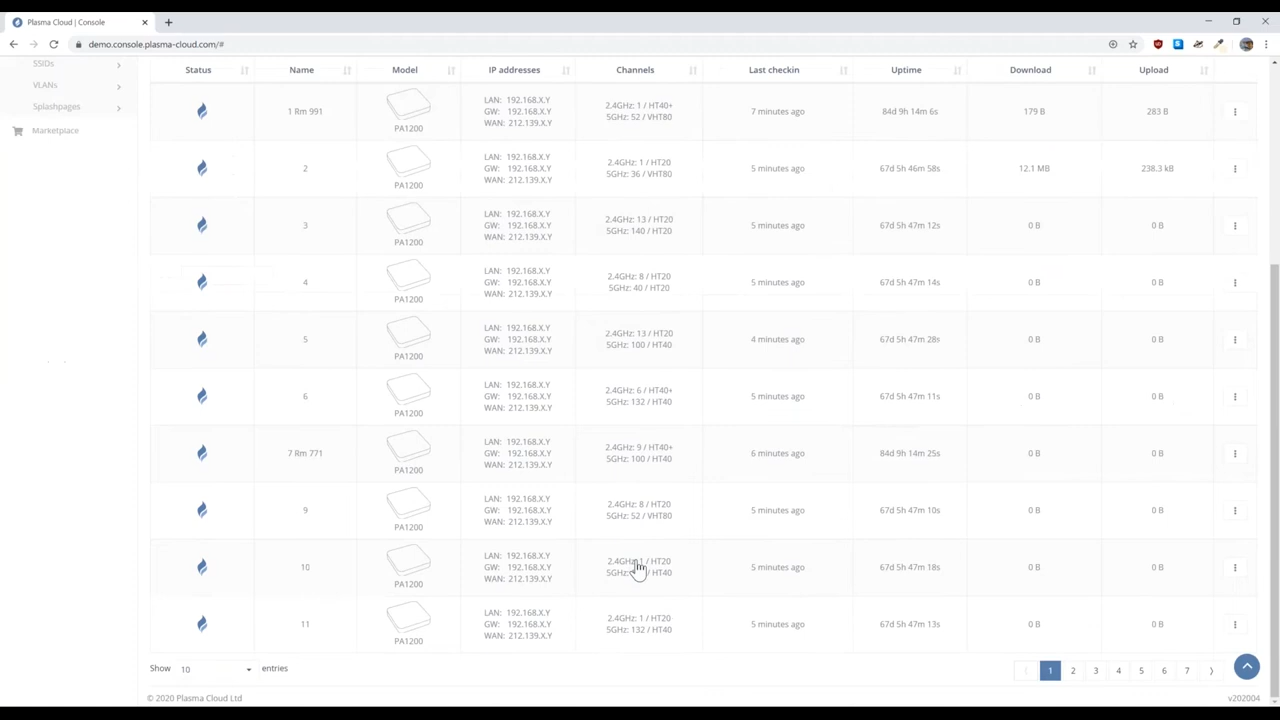 Plasma Cloud | Console
demo.console.plasma-cloud.com/#
SSIDs
VLANs
Splashpages
Marketplace
Status Name Model IP addresses Channels Last checkin Uptime Download Upload
1 Rm 991
PA1200
LAN: 192.168.X.Y
GW: 192.168.X.Y
WAN: 212.139.X.Y
2.4GHz: 1 / HT40+
5GHz: 52 / VHT80
7 minutes ago
84d 9h 14m 6s
179 B
283 B
2
PA1200
LAN: 192.168.X.Y
GW: 192.168.X.Y
WAN: 212.139.X.Y
2.4GHz: 1 / HT20
5GHz: 36 / VHT80
5 minutes ago
67d 5h 46m 58s
12.1 MB
238.3 kB
3
PA1200
LAN: 192.168.X.Y
GW: 192.168.X.Y
WAN: 212.139.X.Y
2.4GHz: 13 / HT20
5GHz: 140 / HT20
5 minutes ago
67d 5h 47m 12s
0 B
0 B
4
PA1200
LAN: 192.168.X.Y
GW: 192.168.X.Y
WAN: 212.139.X.Y
2.4GHz: 8 / HT20
5GHz: 40 / HT20
5 minutes ago
67d 5h 47m 14s
0 B
0 B
5
PA1200
LAN: 192.168.X.Y
GW: 192.168.X.Y
WAN: 212.139.X.Y
2.4GHz: 13 / HT20
5GHz: 100 / HT40
4 minutes ago
67d 5h 47m 28s
0 B
0 B
6
PA1200
LAN: 192.168.X.Y
GW: 192.168.X.Y
WAN: 212.139.X.Y
2.4GHz: 6 / HT40+
5GHz: 132 / HT40
5 minutes ago
67d 5h 47m 11s
0 B
0 B
7 Rm 771
PA1200
LAN: 192.168.X.Y
GW: 192.168.X.Y
WAN: 212.139.X.Y
2.4GHz: 9 / HT40+
5GHz: 100 / HT40
6 minutes ago
84d 9h 14m 25s
0 B
0 B
9
PA1200
LAN: 192.168.X.Y
GW: 192.168.X.Y
WAN: 212.139.X.Y
2.4GHz: 8 / HT20
5GHz: 52 / VHT80
5 minutes ago
67d 5h 47m 10s
0 B
0 B
10
PA1200
LAN: 192.168.X.Y
GW: 192.168.X.Y
WAN: 212.139.X.Y
2.4GHz: 1 / HT20
5GHz: / HT40
5 minutes ago
67d 5h 47m 18s
0 B
0 B
11
PA1200
LAN: 192.168.X.Y
GW: 192.168.X.Y
WAN: 212.139.X.Y
2.4GHz: 1 / HT20
5GHz: 132 / HT40
5 minutes ago
67d 5h 47m 13s
0 B
0 B
Show 10 entries
1 2 3 4 5 6 7
© 2020 Plasma Cloud Ltd
v202004